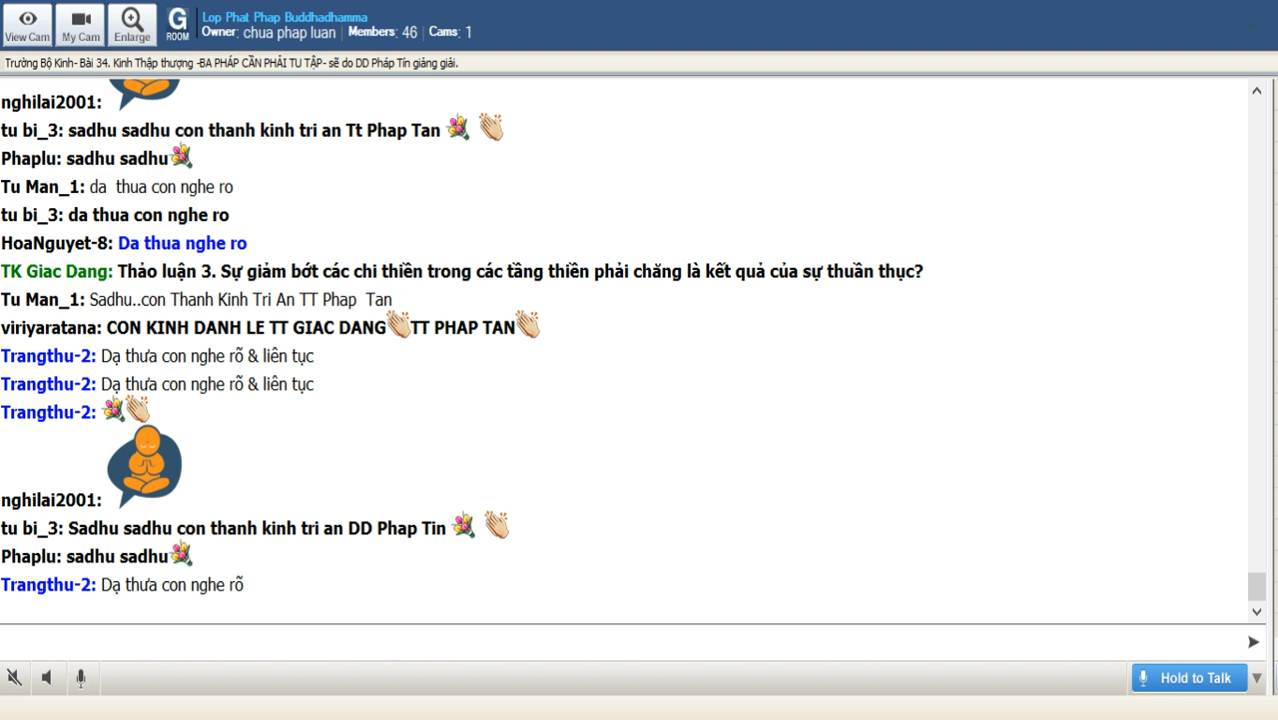 View Cam
My Cam
Enlarge
G
ROOM
Lop Phat Phap Buddhadhamma
Owner: chua phap luan | Members: 46 | Cams: 1
Trường Bộ Kinh- Bài 34. Kinh Thập thượng -BA PHÁP CẦN PHẢI TU TẬP- sẽ do DD Pháp Tín giảng giải.
nghilai2001:
tu bi_3: sadhu sadhu con thanh kinh tri an Tt Phap Tan
Phaplu: sadhu sadhu
Tu Man_1: da thua con nghe ro
tu bi_3: da thua con nghe ro
HoaNguyet-8: Da thua nghe ro
TK Giac Dang: Thảo luận 3. Sự giảm bớt các chi thiền trong các tầng thiền phải chăng là kết quả của sự thuần thục?
Tu Man_1: Sadhu..con Thanh Kinh Tri An TT Phap Tan
viriyaratana: CON KINH DANH LE TT GIAC DANG TT PHAP TAN
Trangthu-2: Dạ thưa con nghe rõ & liên tục
Trangthu-2: Dạ thưa con nghe rõ & liên tục
Trangthu-2:
nghilai2001:
tu bi_3: Sadhu sadhu con thanh kinh tri an DD Phap Tin
Phaplu: sadhu sadhu
Trangthu-2: Dạ thưa con nghe rõ
Hold to Talk